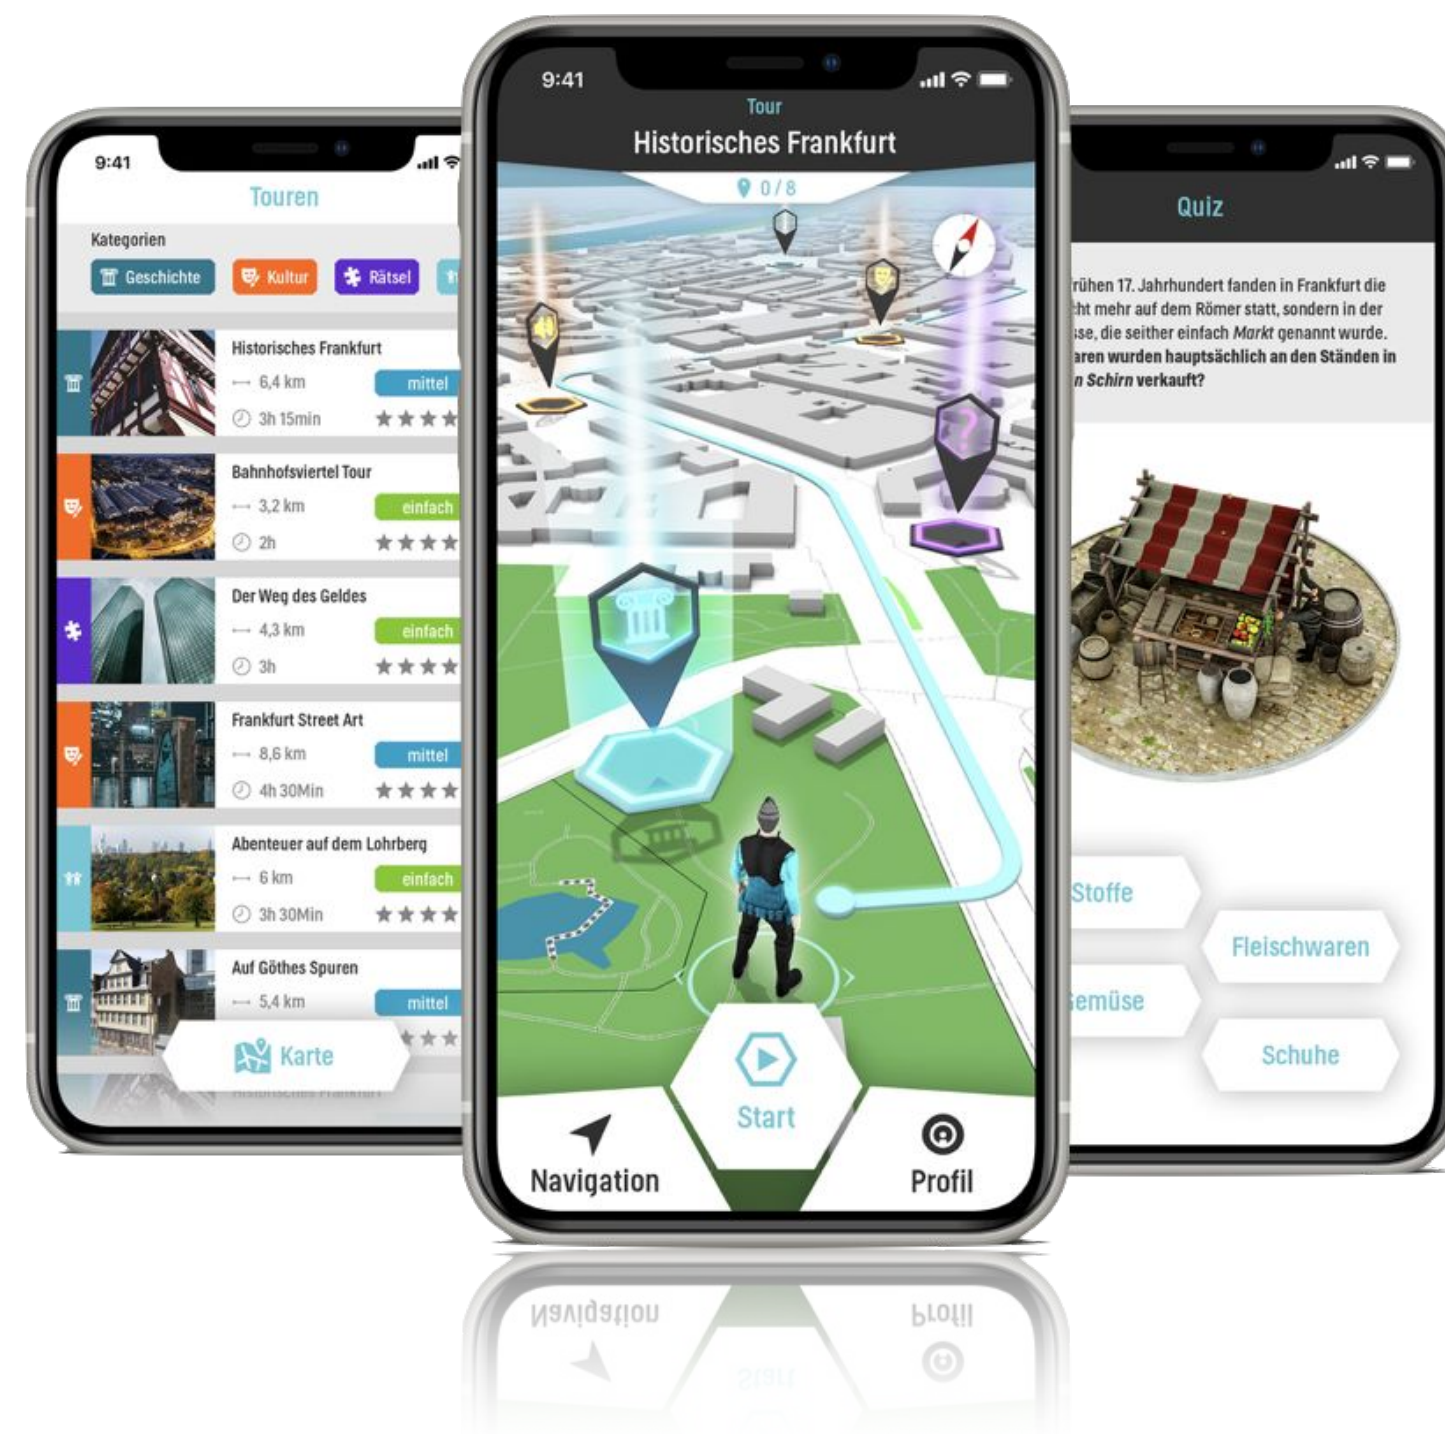 9:41
Touren
Kategorien
Geschichte
Kultur
Rätsel
Historisches Frankfurt
6,4 km
mittel
3h 15min
Bahnhofsviertel Tour
3,2 km
einfach
2h
Der Weg des Geldes
4,3 km
einfach
3h
Frankfurt Street Art
8,6 km
mittel
4h 30Min
Abenteuer auf dem Lohrberg
6 km
einfach
3h 30Min
Auf Göthes Spuren
5,4 km
mittel
Karte
Historisches Frankfurt
9:41
Tour
Historisches Frankfurt
0/8
?
Start
Navigation
Profil
Quiz
rühen 17. Jahrhundert fanden in Frankfurt die
ht mehr auf dem Römer statt, sondern in der
sse, die seither einfach Markt genannt wurde.
aren wurden hauptsächlich an den Ständen in
n Schirn verkauft?
Stoffe
Fleischwaren
emüse
Schuhe